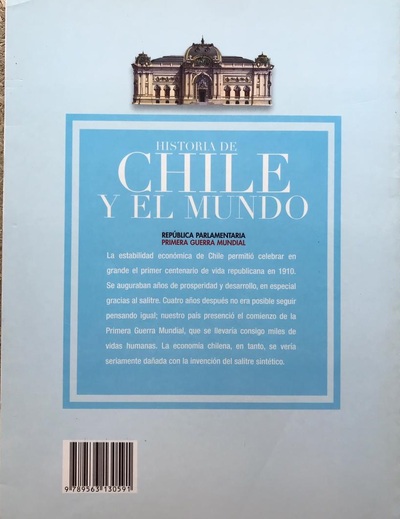 HISTORIA DE
CHILE
Y EL MUNDO
REPÚBLICA PARLAMENTARIA
PRIMERA GUERRA MUNDIAL
La estabilidad económica de Chile permitió celebrar en
grande el primer centenario de vida republicana en 1910.
Se auguraban años de prosperidad y desarrollo, en especial
gracias al salitre. Cuatro años después no era posible seguir
pensando igual; nuestro país presenció el comienzo de la
Primera Guerra Mundial, que se llevaría consigo miles de
vidas humanas. La economía chilena, en tanto, se vería
seriamente dañada con la invención del salitre sintético.
9 789563 130591